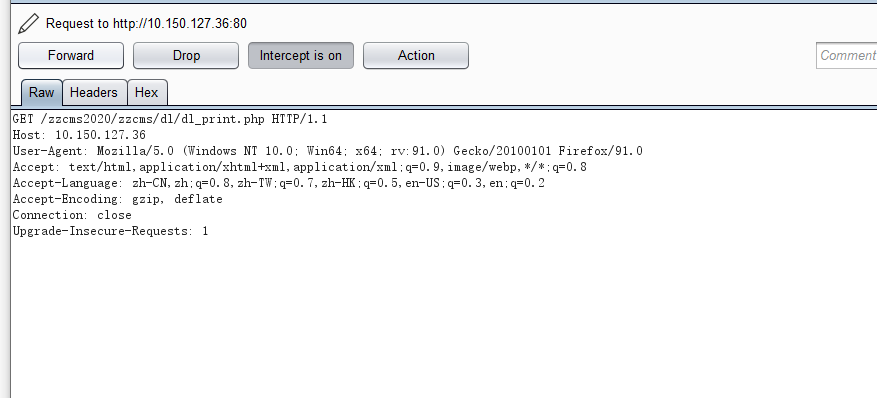 Request to http://10.150.127.36:80
Forward Drop Intercept is on Action Comment
Raw Headers Hex
GET /zzcms2020/zzcms/dl/dl_print.php HTTP/1.1
Host: 10.150.127.36
User-Agent: Mozilla/5.0 (Windows NT 10.0; Win64; x64; rv:91.0) Gecko/20100101 Firefox/91.0
Accept: text/html,application/xhtml+xml,application/xml;q=0.9,image/webp,*/*;q=0.8
Accept-Language: zh-CN,zh;q=0.8,zh-TW;q=0.7,zh-HK;q=0.5,en-US;q=0.3,en;q=0.2
Accept-Encoding: gzip, deflate
Connection: close
Upgrade-Insecure-Requests: 1